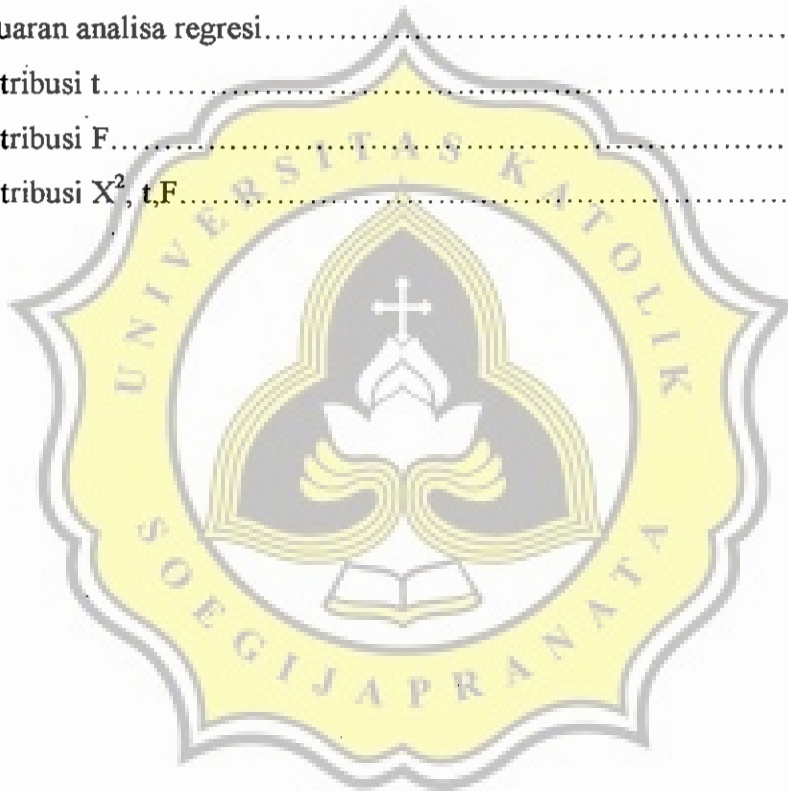 uaran analisa regresi
tribusi t
tribusi F
tribusi X², t,F
UNIVERSITAS KATOLIK
SOEGIJAPRANATA